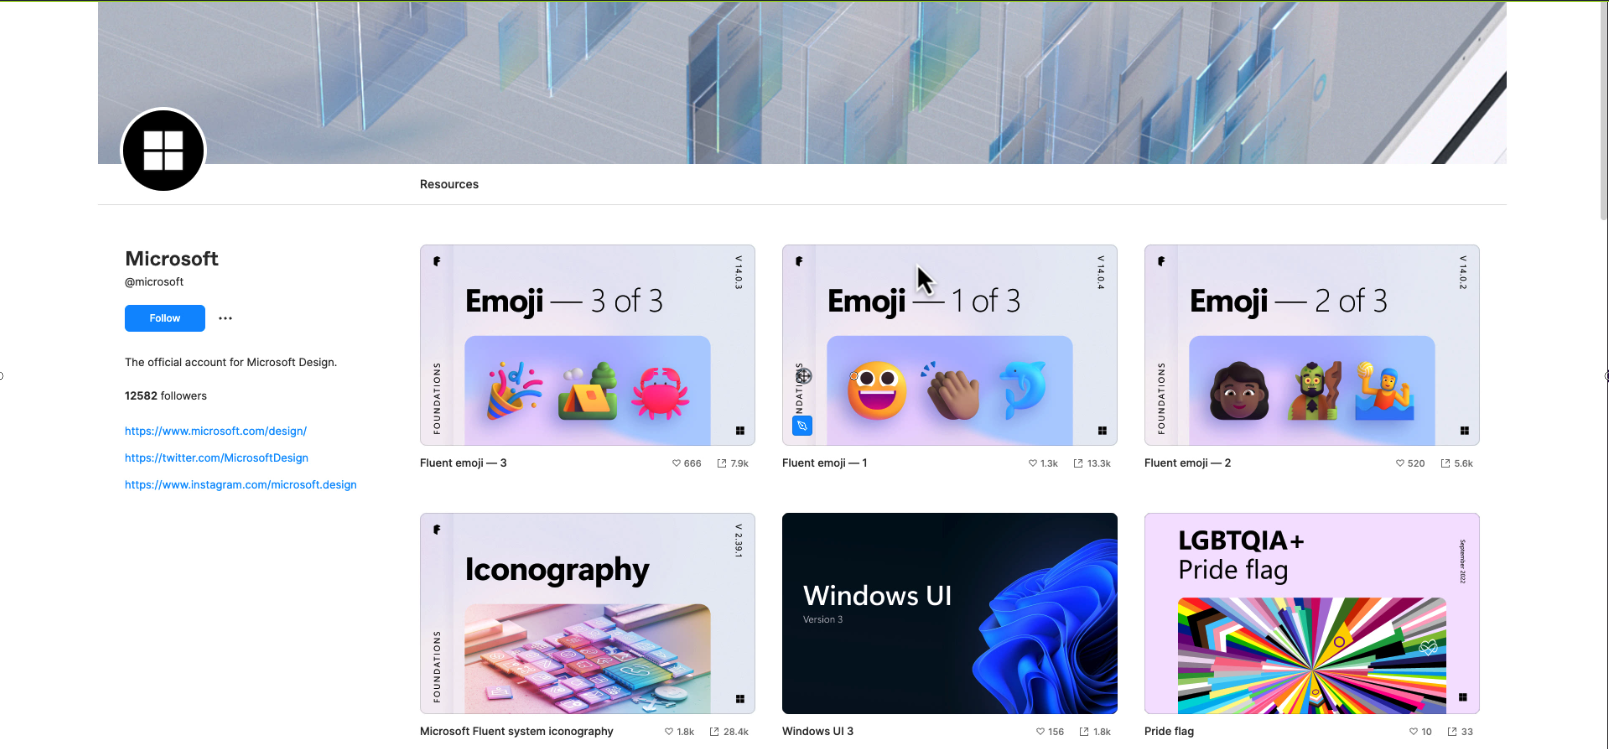 Resources
Microsoft
@microsoft
Follow
The official account for Microsoft Design.
12582 followers
https://www.microsoft.com/design/
https://twitter.com/MicrosoftDesign
https://www.instagram.com/microsoft.design
V 14.0.3
Emoji — 3 of 3
FOUNDATIONS
Fluent emoji — 3
666 7.9k
V 14.0.4
Emoji — 1 of 3
Fluent emoji — 1
1.3k 13.3k
V 14.0.2
Emoji — 2 of 3
FOUNDATIONS
Fluent emoji — 2
520 5.6k
V 2.39.1
Iconography
FOUNDATIONS
Microsoft Fluent system iconography
1.8k 28.4k
Windows UI
Version 3
Windows UI 3
156 1.8k
LGBTQIA+
Pride flag
September 2022
Pride flag
10 33